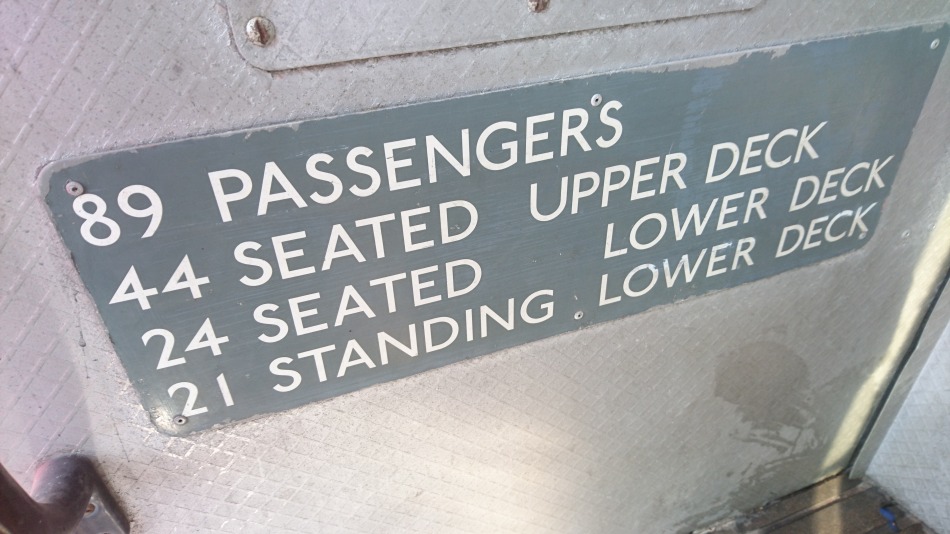 89 PASSENGERS
44 SEATED UPPER DECK
24 SEATED LOWER DECK
21 STANDING LOWER DECK